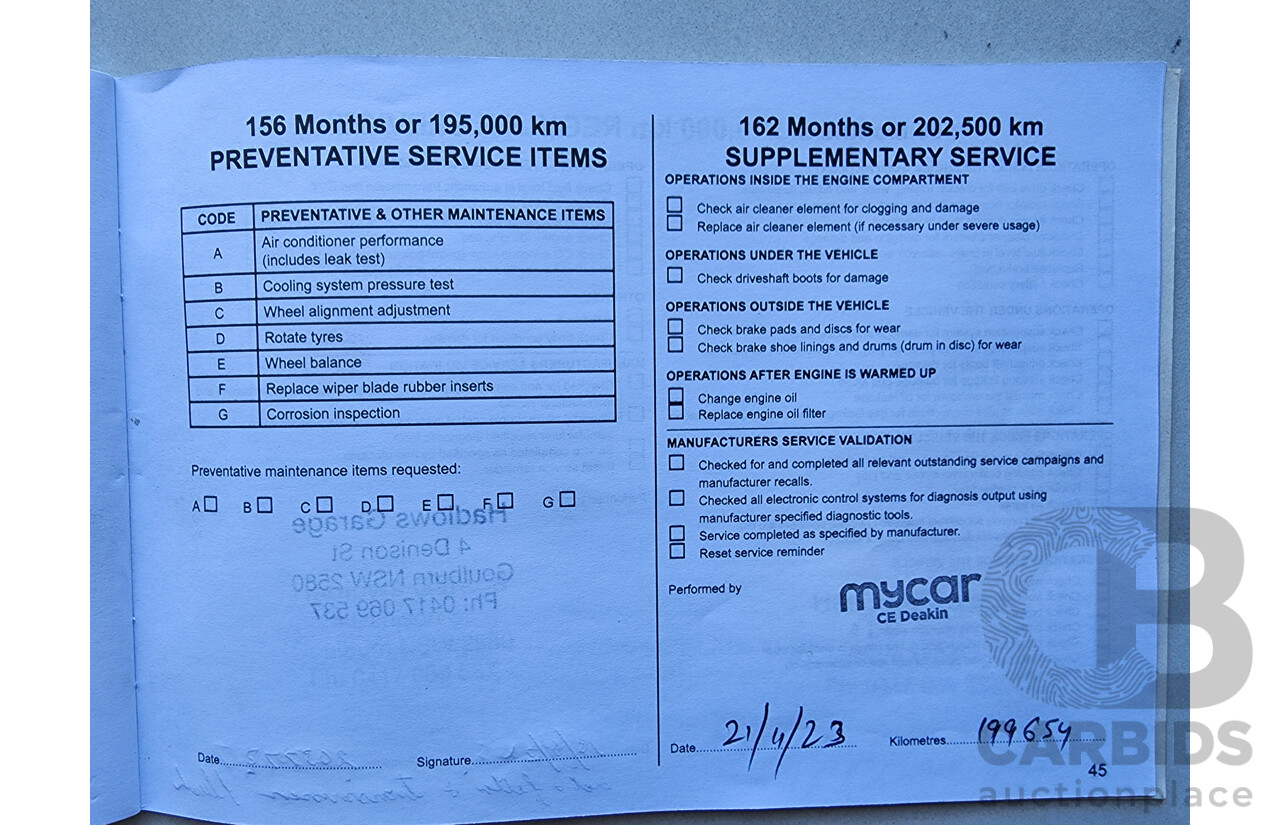 156 Months or 195,000 km
PREVENTATIVE SERVICE ITEMS
CODE PREVENTATIVE & OTHER MAINTENANCE ITEMS
A Air conditioner performance
(includes leak test)
B Cooling system pressure test
C Wheel alignment adjustment
D Rotate tyres
E Wheel balance
F Replace wiper blade rubber inserts
G Corrosion inspection
Preventative maintenance items requested:
A B C D E F G
Hadlows Garage
4 Denison St
Goulburn NSW 2580
Ph: 0417 069 537
Date
Signature
162 Months or 202,500 km
SUPPLEMENTARY SERVICE
OPERATIONS INSIDE THE ENGINE COMPARTMENT
Check air cleaner element for clogging and damage
Replace air cleaner element (if necessary under severe usage)
OPERATIONS UNDER THE VEHICLE
Check driveshaft boots for damage
OPERATIONS OUTSIDE THE VEHICLE
Check brake pads and discs for wear
Check brake shoe linings and drums (drum in disc) for wear
OPERATIONS AFTER ENGINE IS WARMED UP
Change engine oil
Replace engine oil filter
MANUFACTURERS SERVICE VALIDATION
Checked for and completed all relevant outstanding service campaigns and
manufacturer recalls.
Checked all electronic control systems for diagnosis output using
manufacturer specified diagnostic tools.
Service completed as specified by manufacturer.
Reset service reminder
Performed by
mycar
CE Deakin
Date 21/4/23 Kilometres 199654
45
CARBIDS
auctionplace